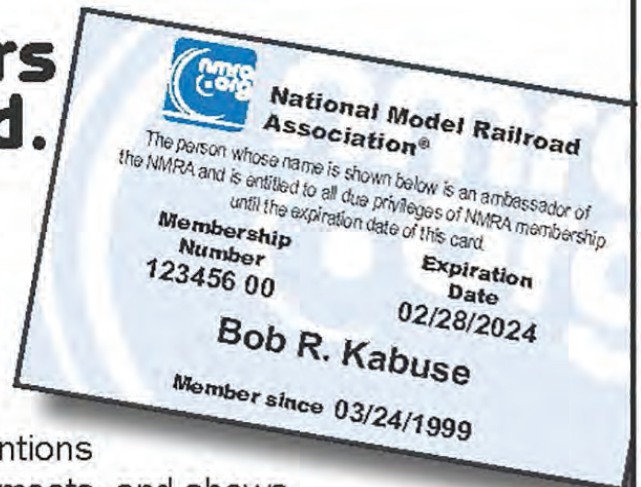 rs
d.
nmra
.org
National Model Railroad
Association®
The person whose name is shown below is an ambassador of
the NMRA and is entitled to all due privileges of NMRA membership
until the expiration date of this card.
Membership
Number
123456 00
Expiration
Date
02/28/2024
Bob R. Kabuse
Member since 03/24/1999
ntions